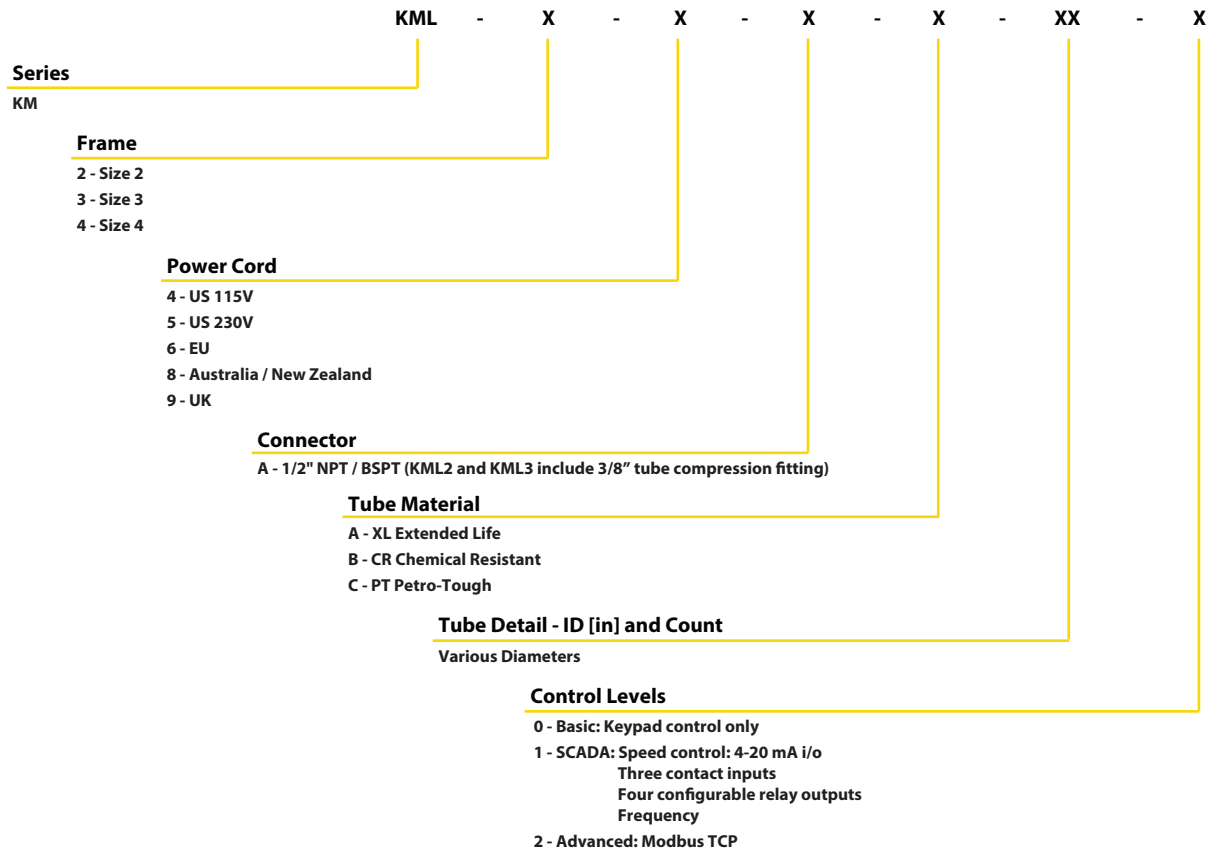 KML - X - X - X - X - XX - X
Series
KM
Frame
2 - Size 2
3 - Size 3
4 - Size 4
Power Cord
4 - US 115V
5 - US 230V
6 - EU
8 - Australia / New Zealand
9 - UK
Connector
A - 1/2" NPT / BSPT (KML2 and KML3 include 3/8” tube compression fitting)
Tube Material
A - XL Extended Life
B - CR Chemical Resistant
C - PT Petro-Tough
Tube Detail - ID [in] and Count
Various Diameters
Control Levels
0 - Basic: Keypad control only
1 - SCADA: Speed control: 4-20 mA i/o
Three contact inputs
Four configurable relay outputs
Frequency
2 - Advanced: Modbus TCP